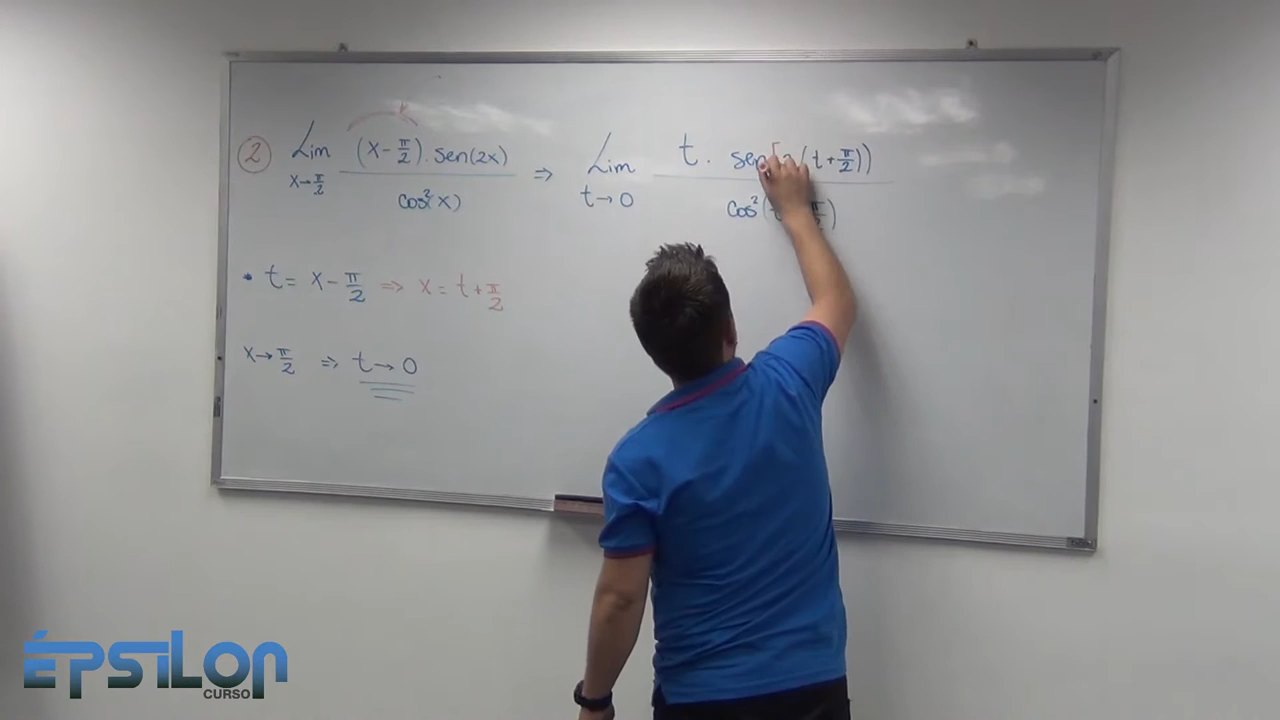 2 Lim x→π/2 (x-π/2).sen(2x) / cos²(x) ⇒ Lim t→0 t. sen[2(t+π/2)) / cos²(t+π/2)
• t = x-π/2 ⇒ x = t+π/2
x→π/2 ⇒ t→0
ÉPSILON
CURSO